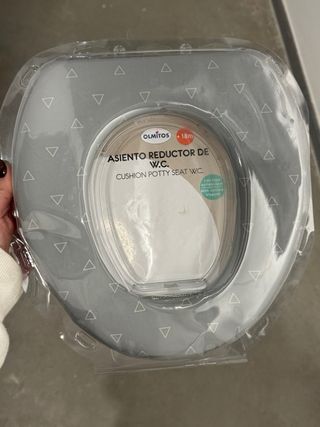 OLMITOS
+ 18m
ASIENTO REDUCTOR DE
W.C.
CUSHION POTTY SEAT W.C.